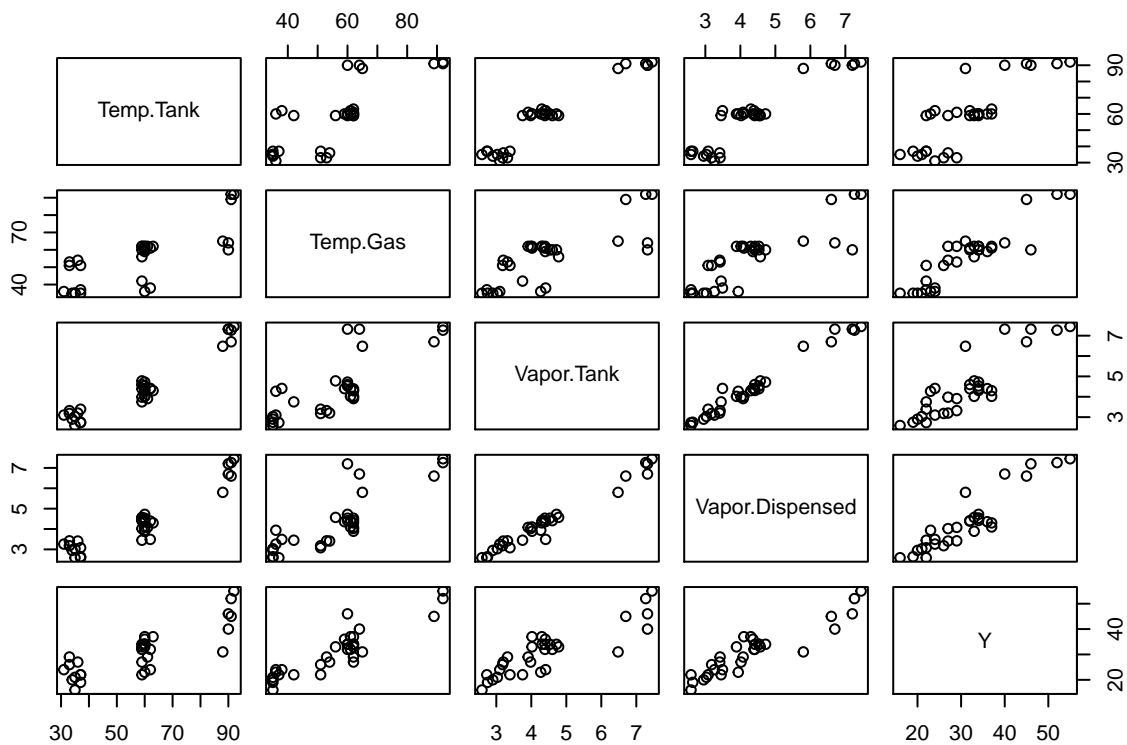 40 60 80 3 4 5 6 7
Temp.Tank 30 60 90
40 70 Temp.Gas
Vapor.Tank 3 5 7
3 5 7 Vapor.Dispensed
Y 20 40
30 50 70 90 3 4 5 6 7 20 30 40 50